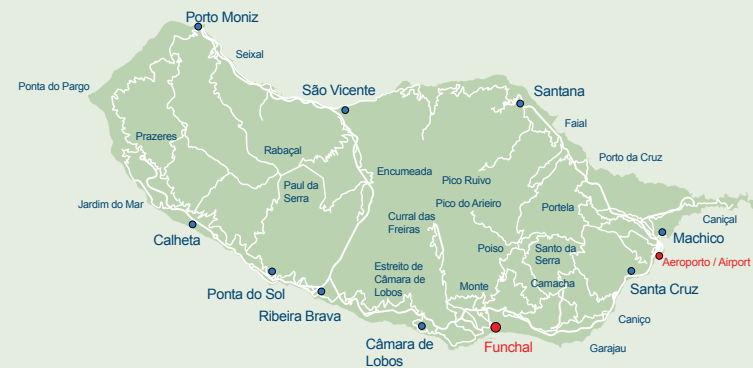 Porto Moniz
Seixal
Ponta do Pargo
São Vicente
Santana
Faial
Prazeres
Rabaçal
Porto da Cruz
Encumeada
Paul da
Serra
Pico Ruivo
Pico do Arieiro
Portela
Jardim do Mar
Curral das
Freiras
Caniçal
Calheta
Machico
Poiso
Santo da
Serra
Aeroporto / Airport
Estreito de
Câmara de
Lobos
Monte
Camacha
Santa Cruz
Ponta do Sol
Ribeira Brava
Caniço
Câmara de
Lobos
Funchal
Garajau